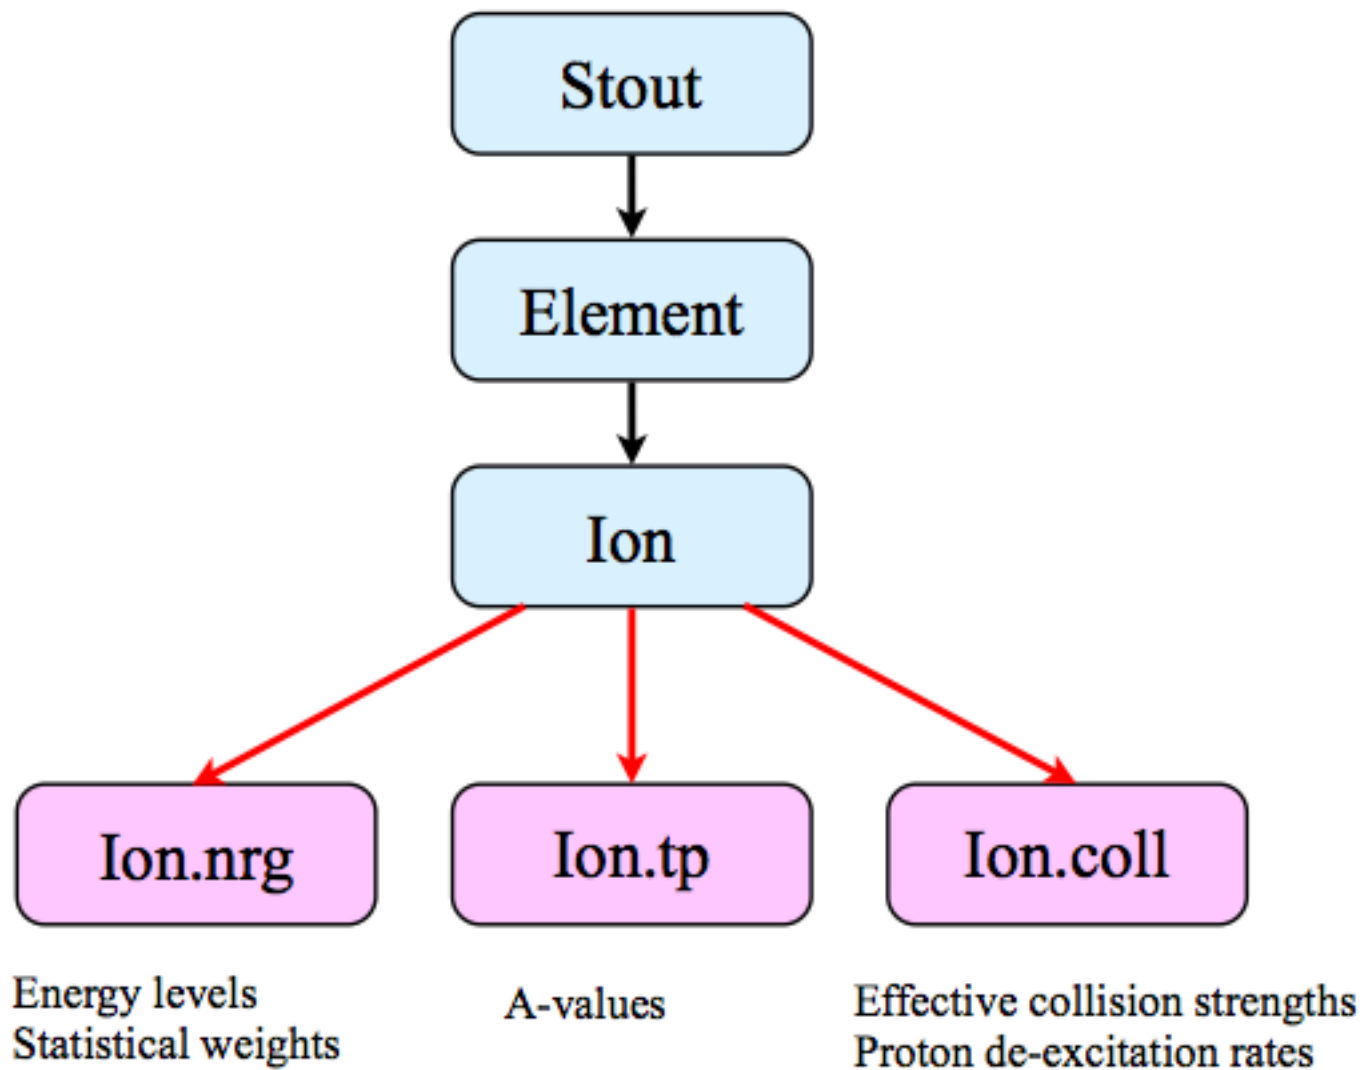 Stout
Element
Ion
Ion.nrg
Ion.tp
Ion.coll
Energy levels
Statistical weights
A-values
Effective collision strengths
Proton de-excitation rates